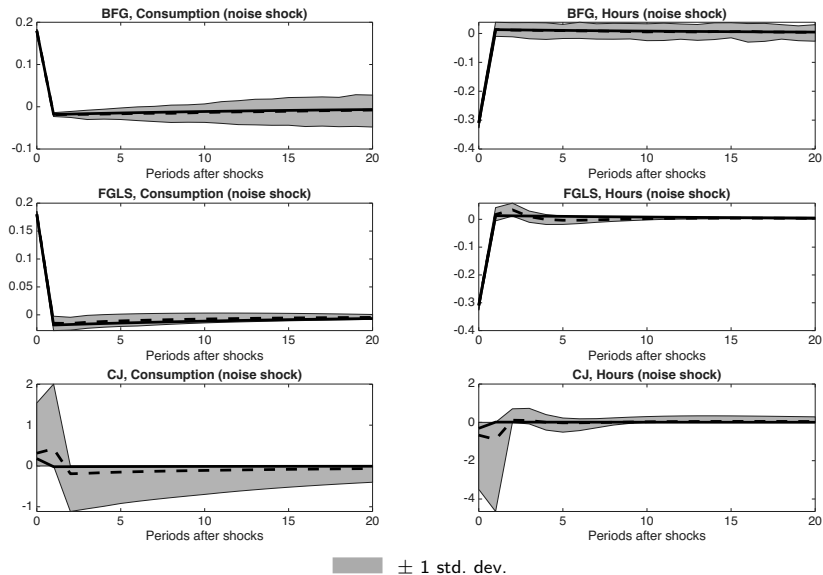 BFG, Consumption (noise shock)
0.2
0.1
0
-0.1
0 5 10 15 20
Periods after shocks
BFG, Hours (noise shock)
0
-0.1
-0.2
-0.3
-0.4
0 5 10 15 20
Periods after shocks
FGLS, Consumption (noise shock)
0.2
0.15
0.1
0.05
0
0 5 10 15 20
Periods after shocks
FGLS, Hours (noise shock)
0
-0.1
-0.2
-0.3
-0.4
0 5 10 15 20
Periods after shocks
CJ, Consumption (noise shock)
2
1
0
-1
0 5 10 15 20
Periods after shocks
CJ, Hours (noise shock)
2
0
-2
-4
0 5 10 15 20
Periods after shocks
± 1 std. dev.